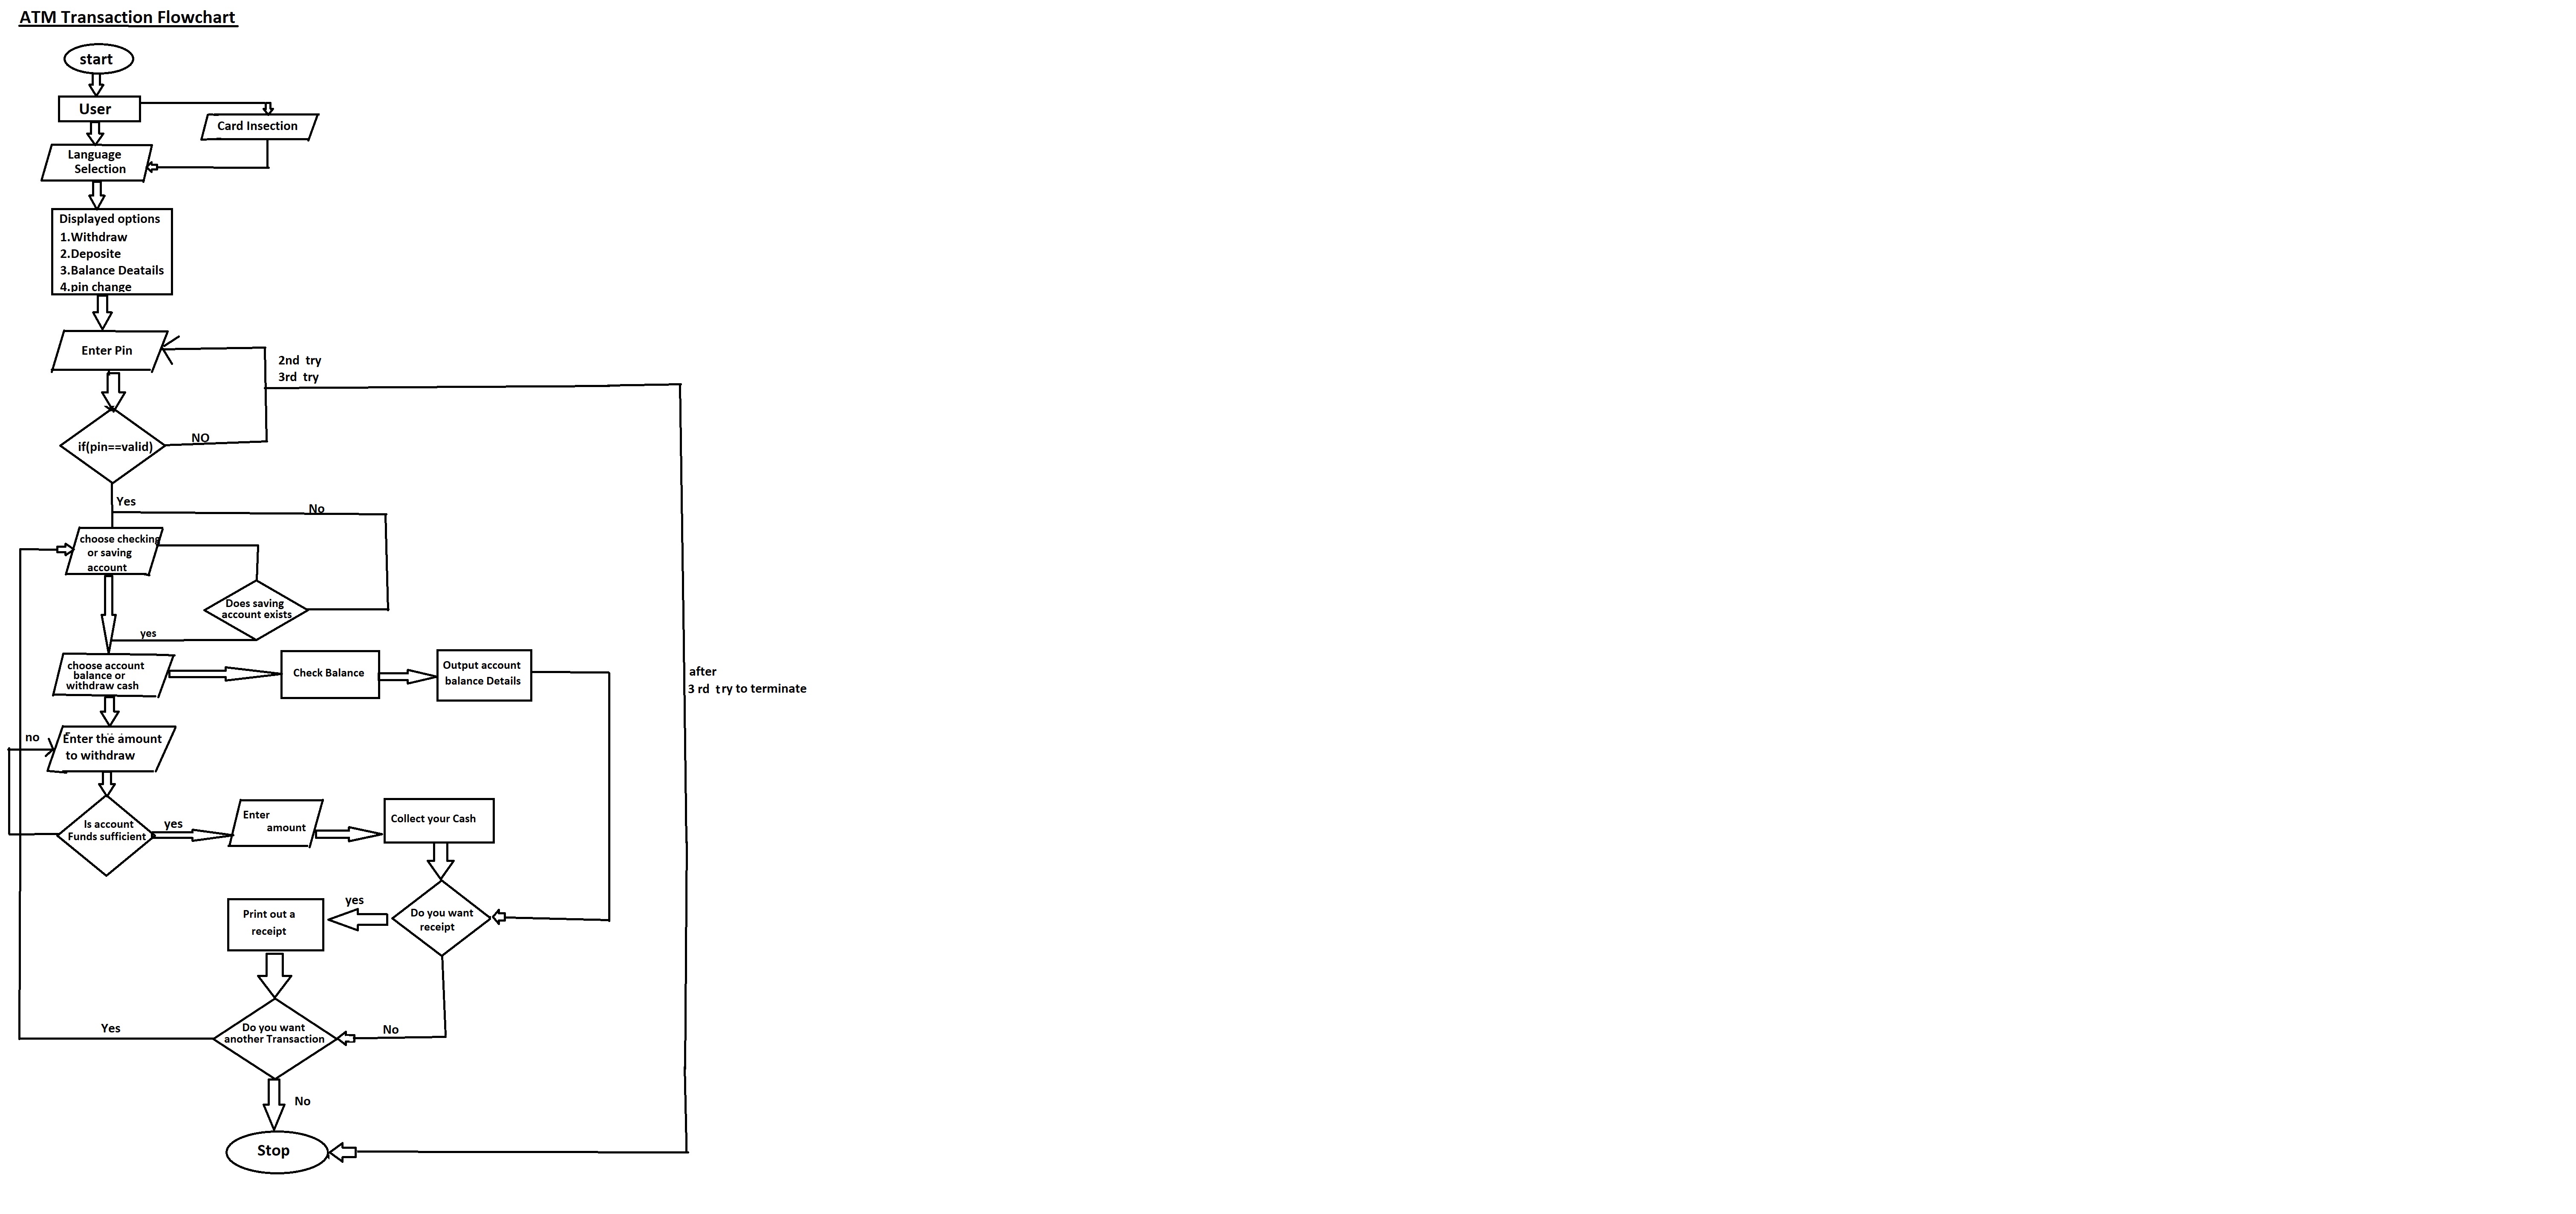 ATM Transaction Flowchart
start
User
Card Insection
Language
Selection
Displayed options
1.Withdraw
2.Deposite
3.Balance Deatails
4.pin change
Enter Pin
2nd try
3rd try
if(pin==valid)
NO
Yes
No
choose checking
or saving
account
Does saving
account exists
yes
choose account
balance or
withdraw cash
Check Balance
Output account
balance Details
after
3 rd try to terminate
no
Enter the amount
to withdraw
Is account
Funds sufficient
yes
Enter
amount
Collect your Cash
Do you want
receipt
yes
Print out a
receipt
No
Do you want
another Transaction
Yes
No
Stop